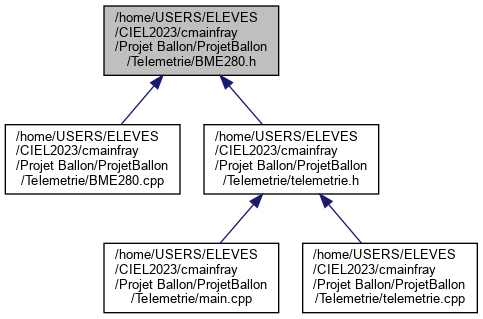 /home/USERS/ELEVES
/CIEL2023/cmainfray
/Projet Ballon/ProjetBallon
/Telemetrie/BME280.h
/home/USERS/ELEVES
/CIEL2023/cmainfray
/Projet Ballon/ProjetBallon
/Telemetrie/BME280.cpp
/home/USERS/ELEVES
/CIEL2023/cmainfray
/Projet Ballon/ProjetBallon
/Telemetrie/telemetrie.h
/home/USERS/ELEVES
/CIEL2023/cmainfray
/Projet Ballon/ProjetBallon
/Telemetrie/main.cpp
/home/USERS/ELEVES
/CIEL2023/cmainfray
/Projet Ballon/ProjetBallon
/Telemetrie/telemetrie.cpp